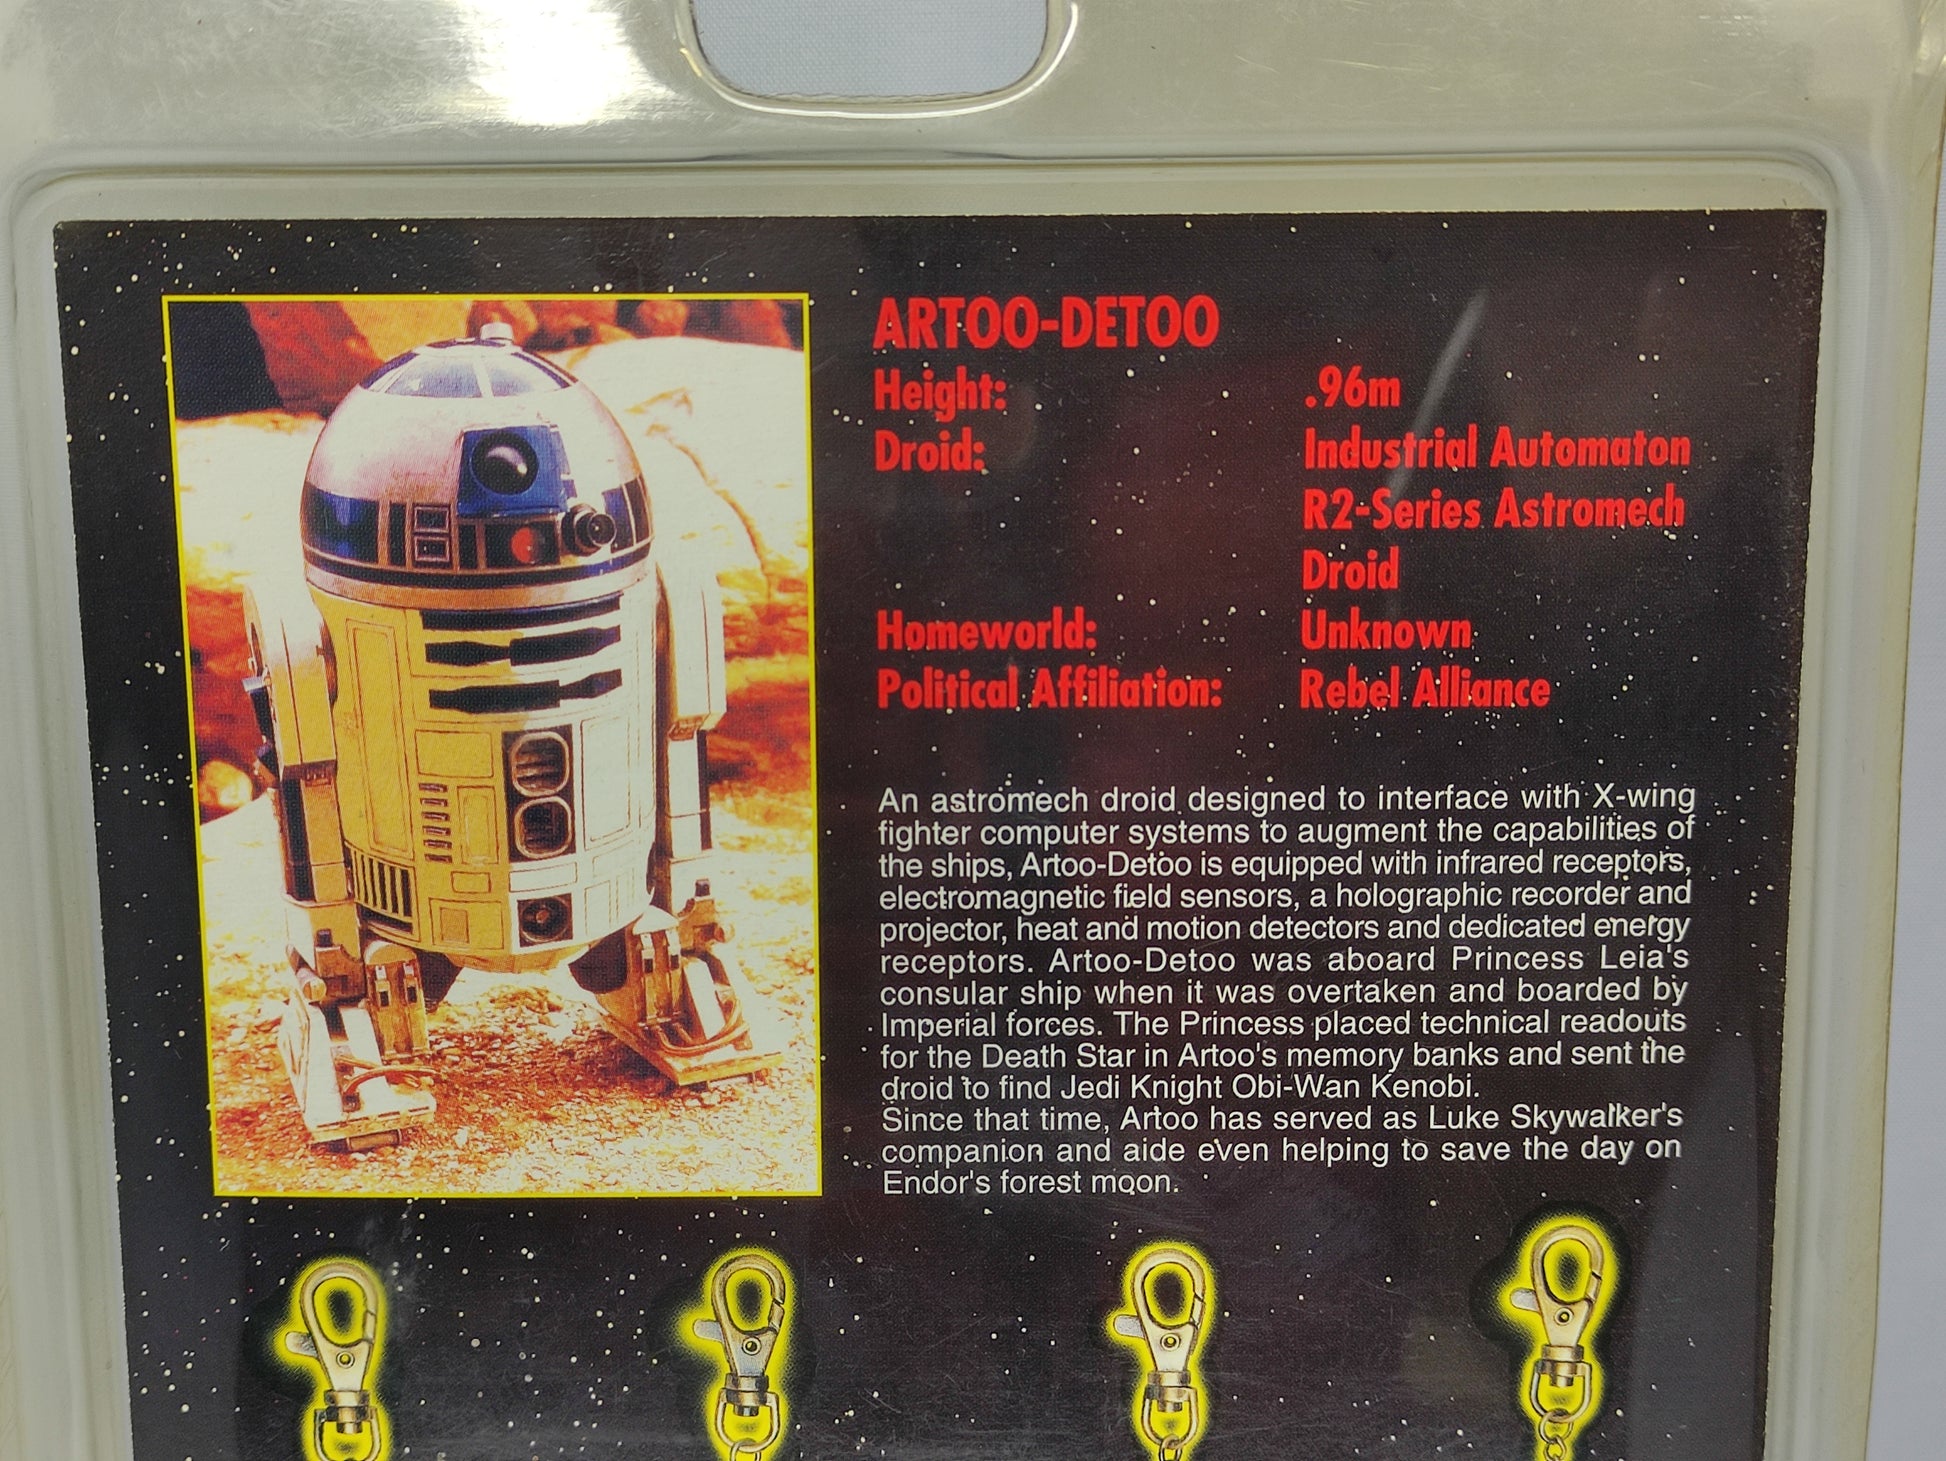 ARTOO-DETOO
Height: .96m
Droid: Industrial Automaton
R2-Series Astromech
Droid
Homeworld: Unknown
Political Affiliation: Rebel Alliance
An astromech droid designed to interface with X-wing
fighter computer systems to augment the capabilities of
the ships, Artoo-Detoo is equipped with infrared receptors,
electromagnetic field sensors, a holographic recorder and
projector, heat and motion detectors and dedicated energy
receptors. Artoo-Detoo was aboard Princess Leia's
consular ship when it was overtaken and boarded by
Imperial forces. The Princess placed technical readouts
for the Death Star in Artoo's memory banks and sent the
droid to find Jedi Knight Obi-Wan Kenobi.
Since that time, Artoo has served as Luke Skywalker's
companion and aide even helping to save the day on
Endor's forest moon.